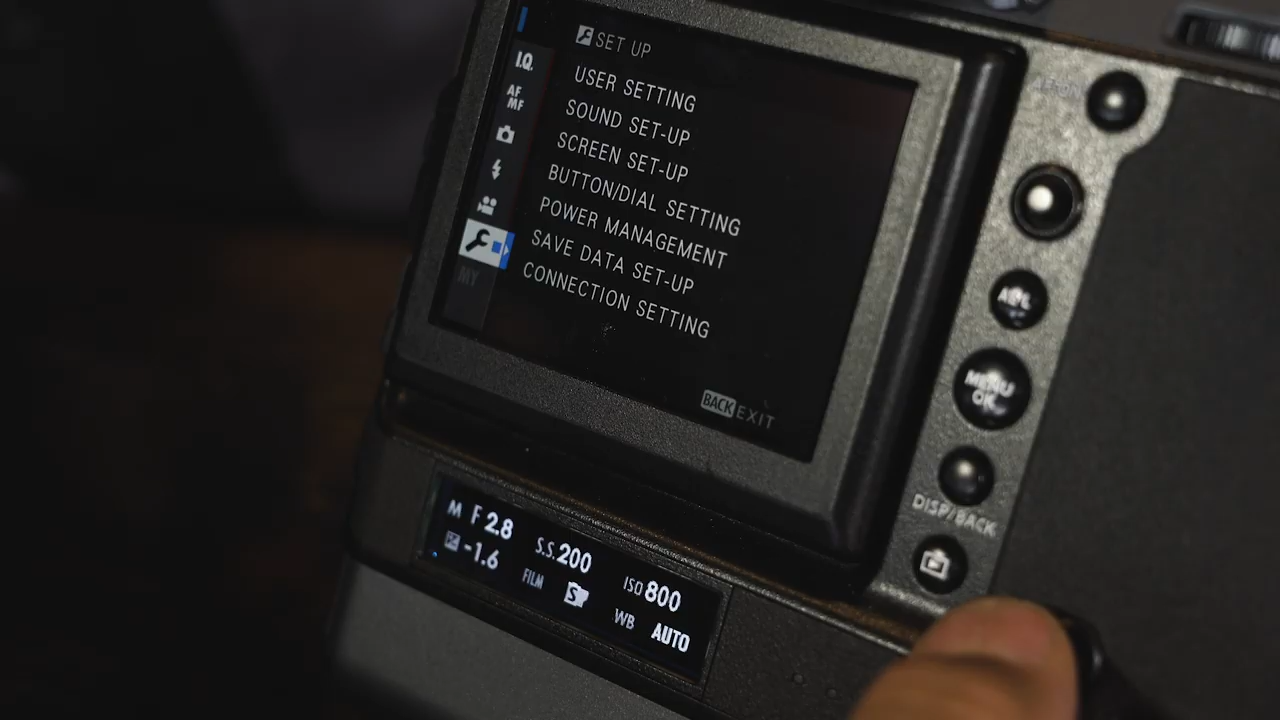 SET UP
I.Q.
AF
MF
MY
USER SETTING
SOUND SET-UP
SCREEN SET-UP
BUTTON/DIAL SETTING
POWER MANAGEMENT
SAVE DATA SET-UP
CONNECTION SETTING
BACK EXIT
AF-ON
AEL
MENU
OK
DISP/BACK
M F 2.8 S.S. 200 ISO 800
-1.6 FILM S WB AUTO